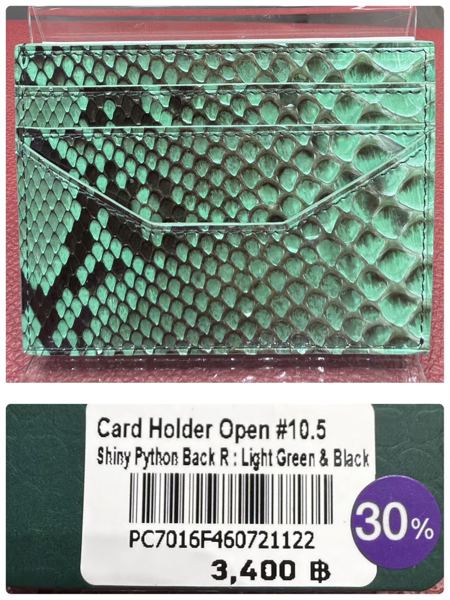 Card Holder Open #10.5
Shiny Python Back R : Light Green & Black
PC7016F460721122
3,400 ฿
30%